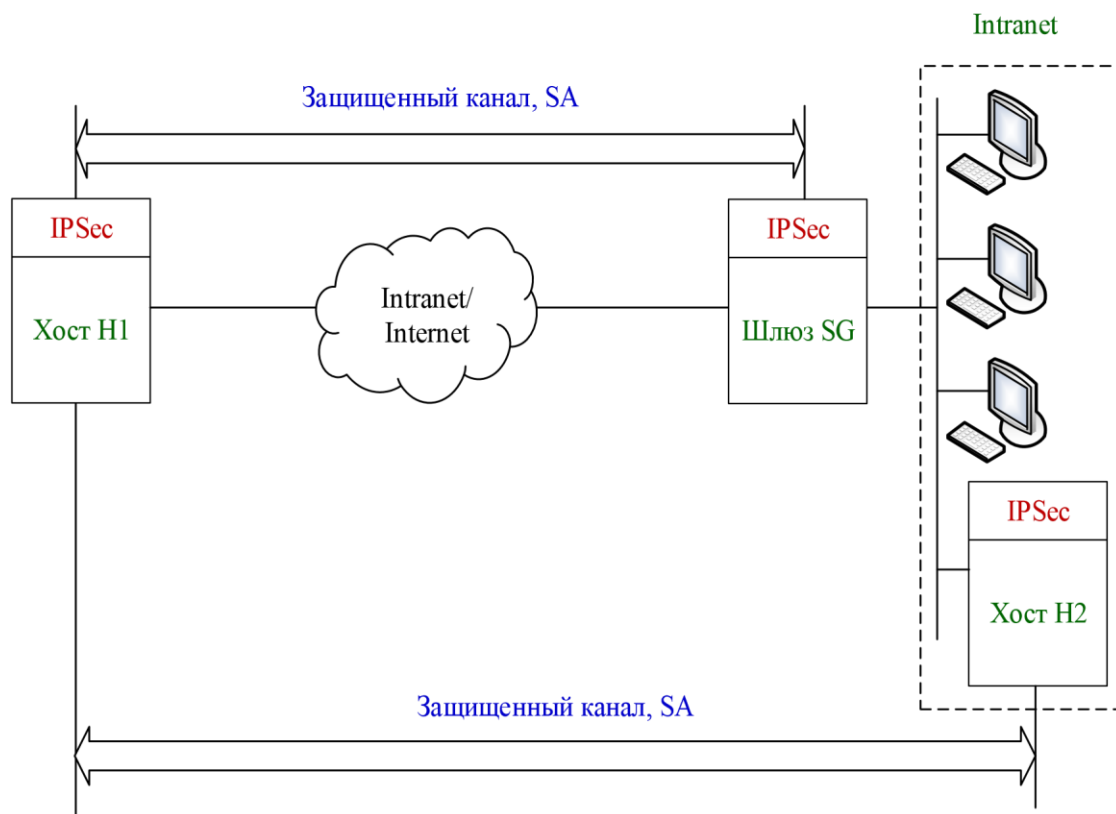 Intranet
Защищенный канал, SA
IPSec
IPSec
Хост H1
Intranet/
Internet
Шлюз SG
IPSec
Хост H2
Защищенный канал, SA